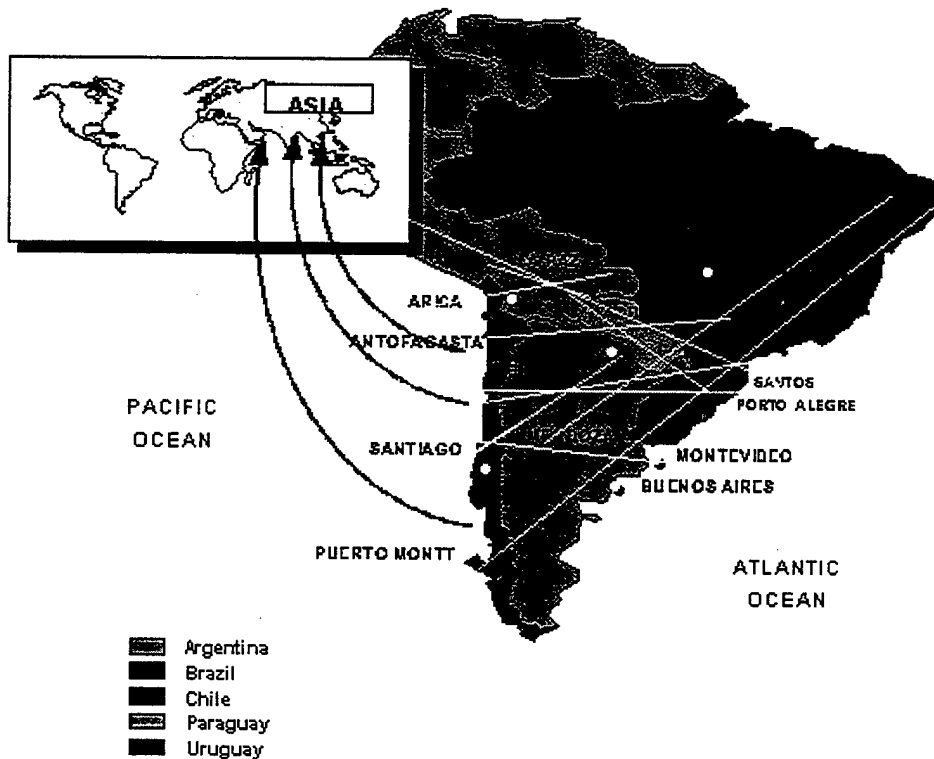 ASIA
ARICA
ANTOFAGASTA
SANTOS
PORTO ALEGRE
PACIFIC
OCEAN
SANTIAGO
MONTEVIDEO
BUENOS AIRES
PUERTO MONTT
ATLANTIC
OCEAN
Argentina
Brazil
Chile
Paraguay
Uruguay